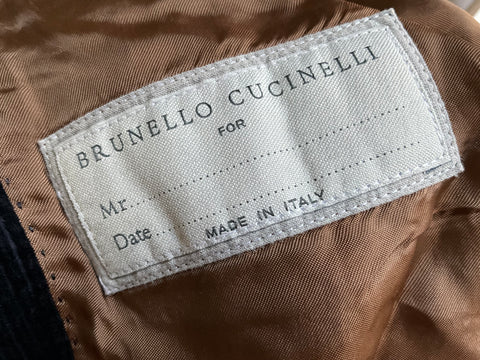 BRUNELLO CUCINELLI
FOR
Mr....................................
Date....................................
MADE IN ITALY